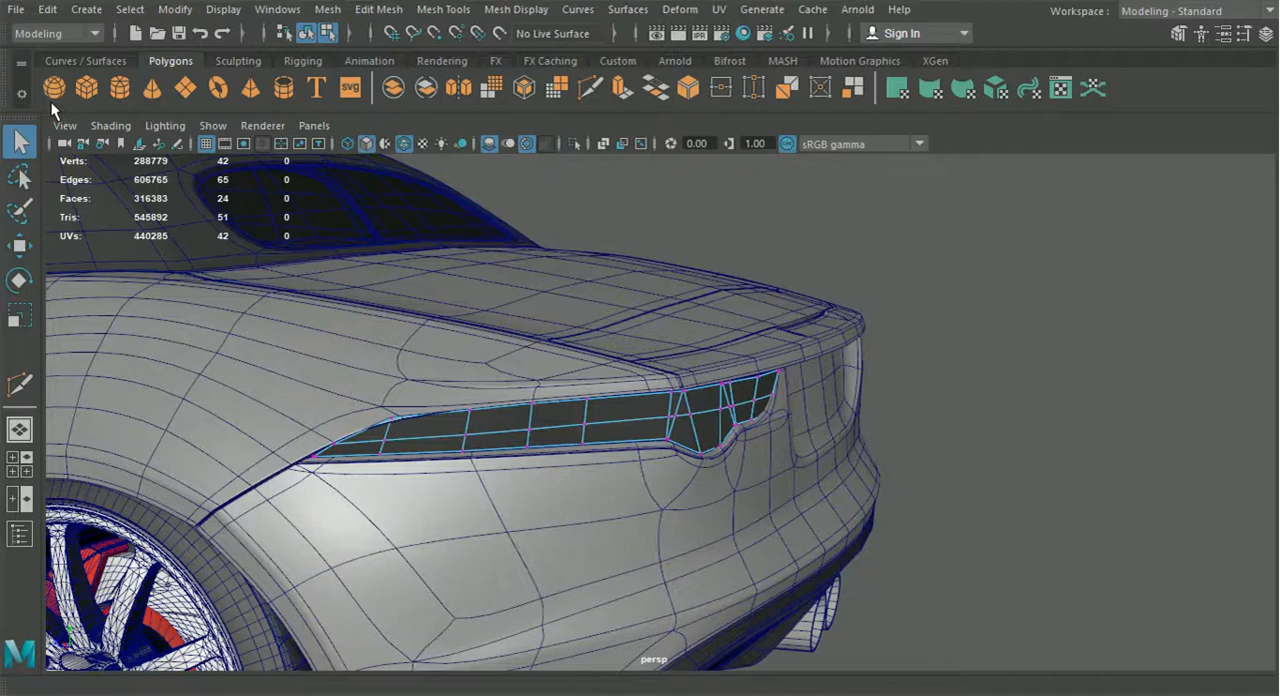 File Edit Create Select Modify Display Windows Mesh Edit Mesh Mesh Tools Mesh Display Curves Surfaces Deform UV Generate Cache Arnold Help Workspace: Modeling - Standard
Modeling No Live Surface Sign In
Curves / Surfaces Polygons Sculpting Rigging Animation Rendering FX FX Caching Custom Arnold Bifrost MASH Motion Graphics XGen
T SVG
View Shading Lighting Show Renderer Panels
0.00 1.00 sRGB gamma
Verts: 288779 42 0
Edges: 606765 65 0
Faces: 316383 24 0
Tris: 545892 51 0
UVs: 440285 42 0
persp
M